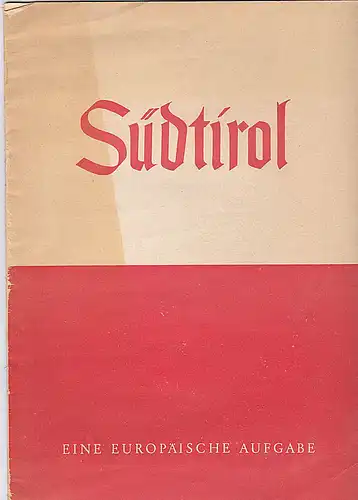 Südtirol
EINE EUROPÄISCHE AUFGABE